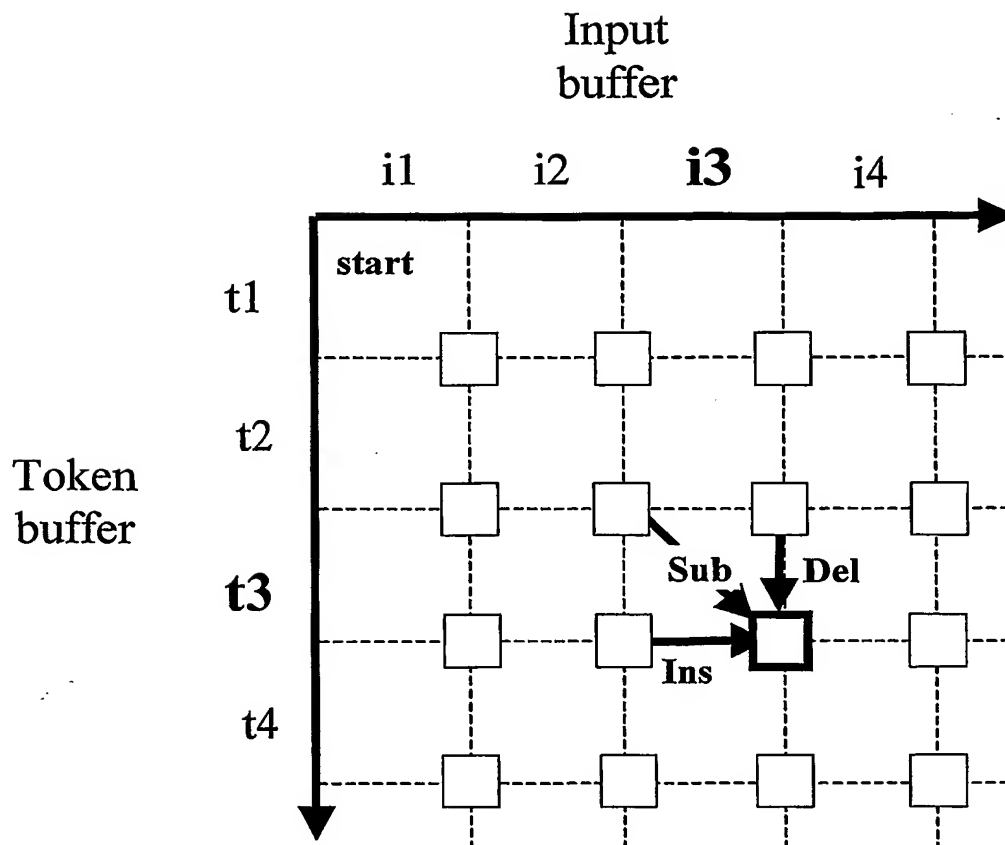 Input
buffer
i1 i2 i3 i4
start
t1
t2
Token
buffer
t3
Sub Del
Ins
t4